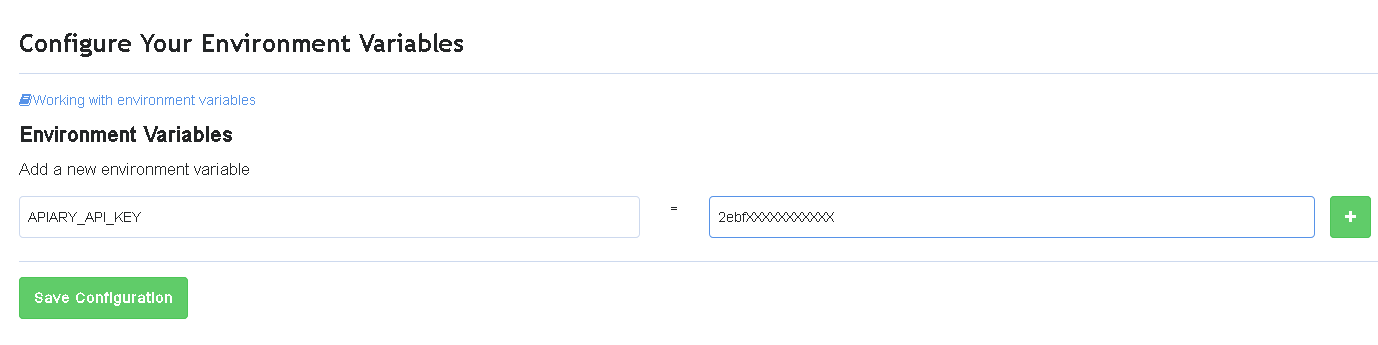 Configure Your Environment Variables
Working with environment variables
Environment Variables
Add a new environment variable
APIARY_API_KEY = 2ebfXXXXXXXXXXX +
Save Configuration